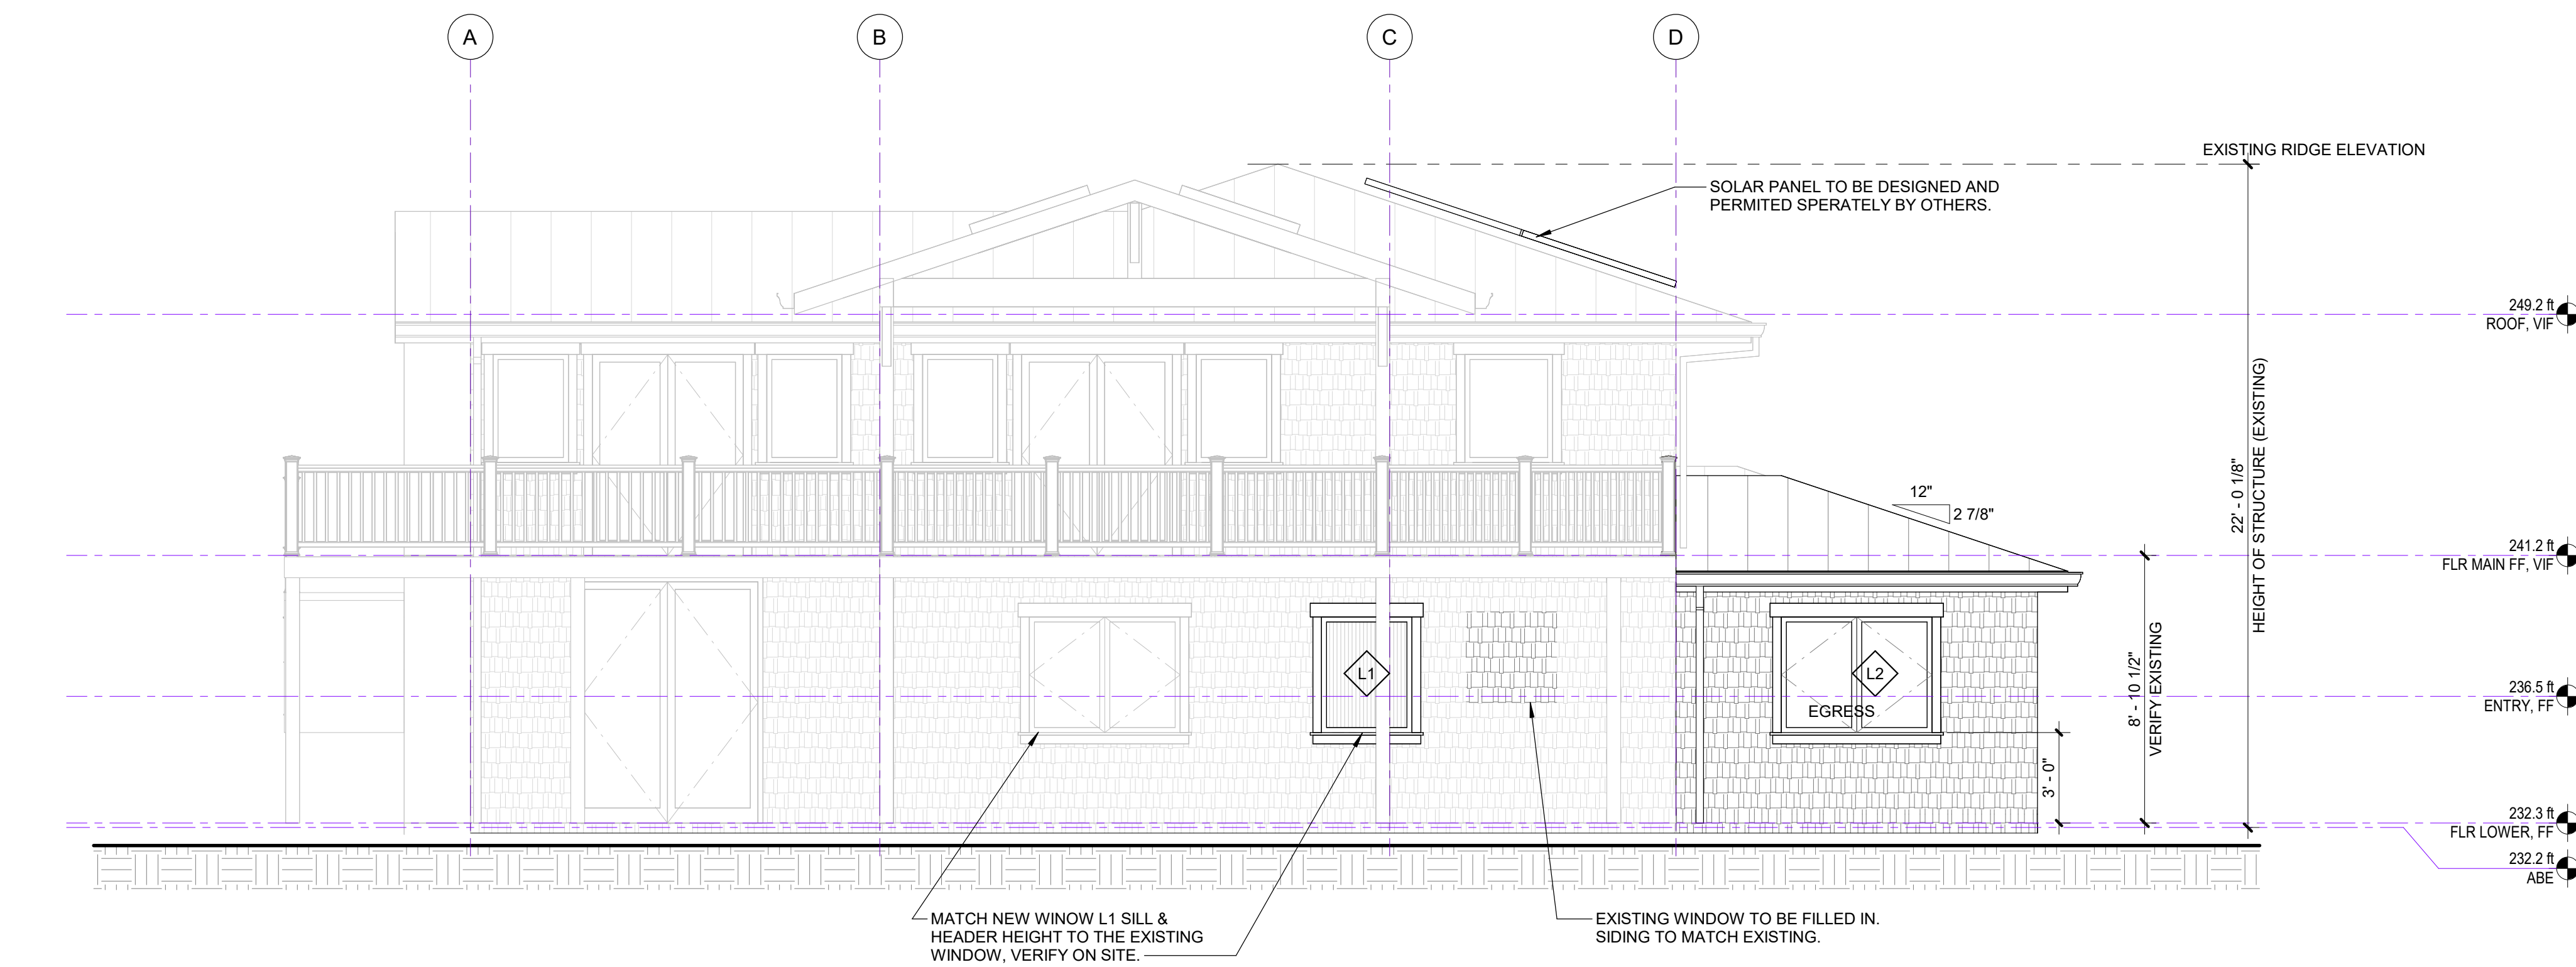 A
B
C
D
EXISTING RIDGE ELEVATION
SOLAR PANEL TO BE DESIGNED AND
PERMITED SPERATELY BY OTHERS.
249.2 ft
ROOF, VIF
12"
2 7/8"
22' - 0 1/8"
HEIGHT OF STRUCTURE (EXISTING)
241.2 ft
FLR MAIN FF, VIF
L1
L2
EGRESS
8' - 10 1/2"
VERIFY EXISTING
3' - 0"
236.5 ft
ENTRY, FF
232.3 ft
FLR LOWER, FF
232.2 ft
ABE
MATCH NEW WINOW L1 SILL &
HEADER HEIGHT TO THE EXISTING
WINDOW, VERIFY ON SITE.
EXISTING WINDOW TO BE FILLED IN.
SIDING TO MATCH EXISTING.